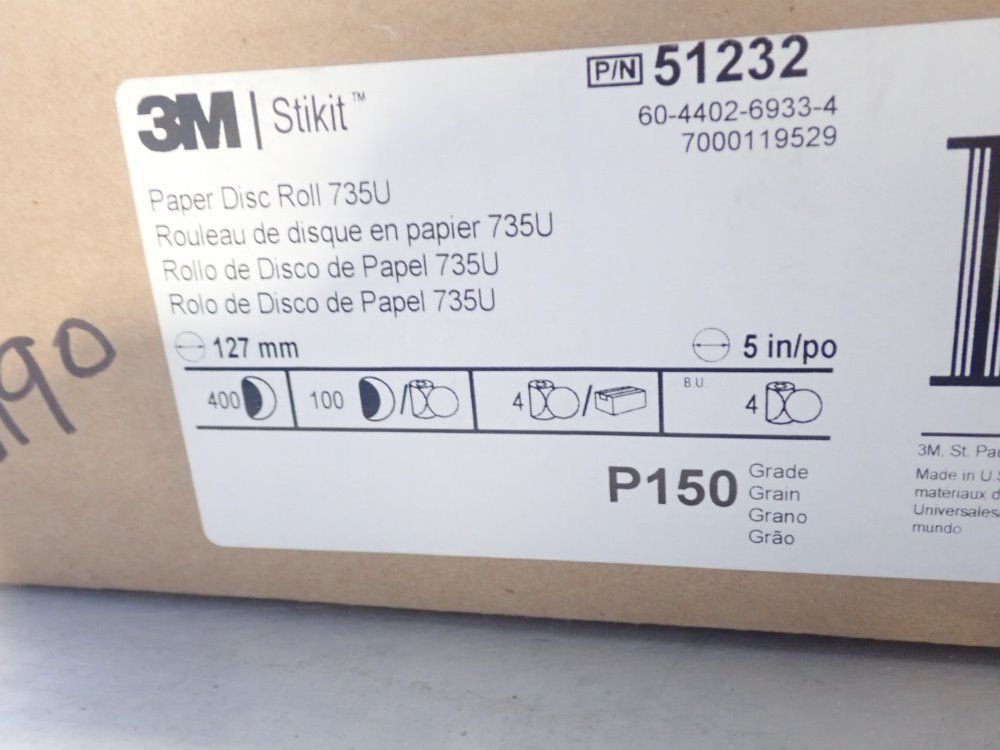 3M | Stikit™
P/N 51232
60-4402-6933-4
7000119529
Paper Disc Roll 735U
Rouleau de disque en papier 735U
Rollo de Disco de Papel 735U
Rolo de Disco de Papel 735U
127 mm
5 in/po
400
100 /
4 /
B.U.
4
P150
Grade
Grain
Grano
Grão
3M, St.
Made in
matériaux
Universales
mundo
90